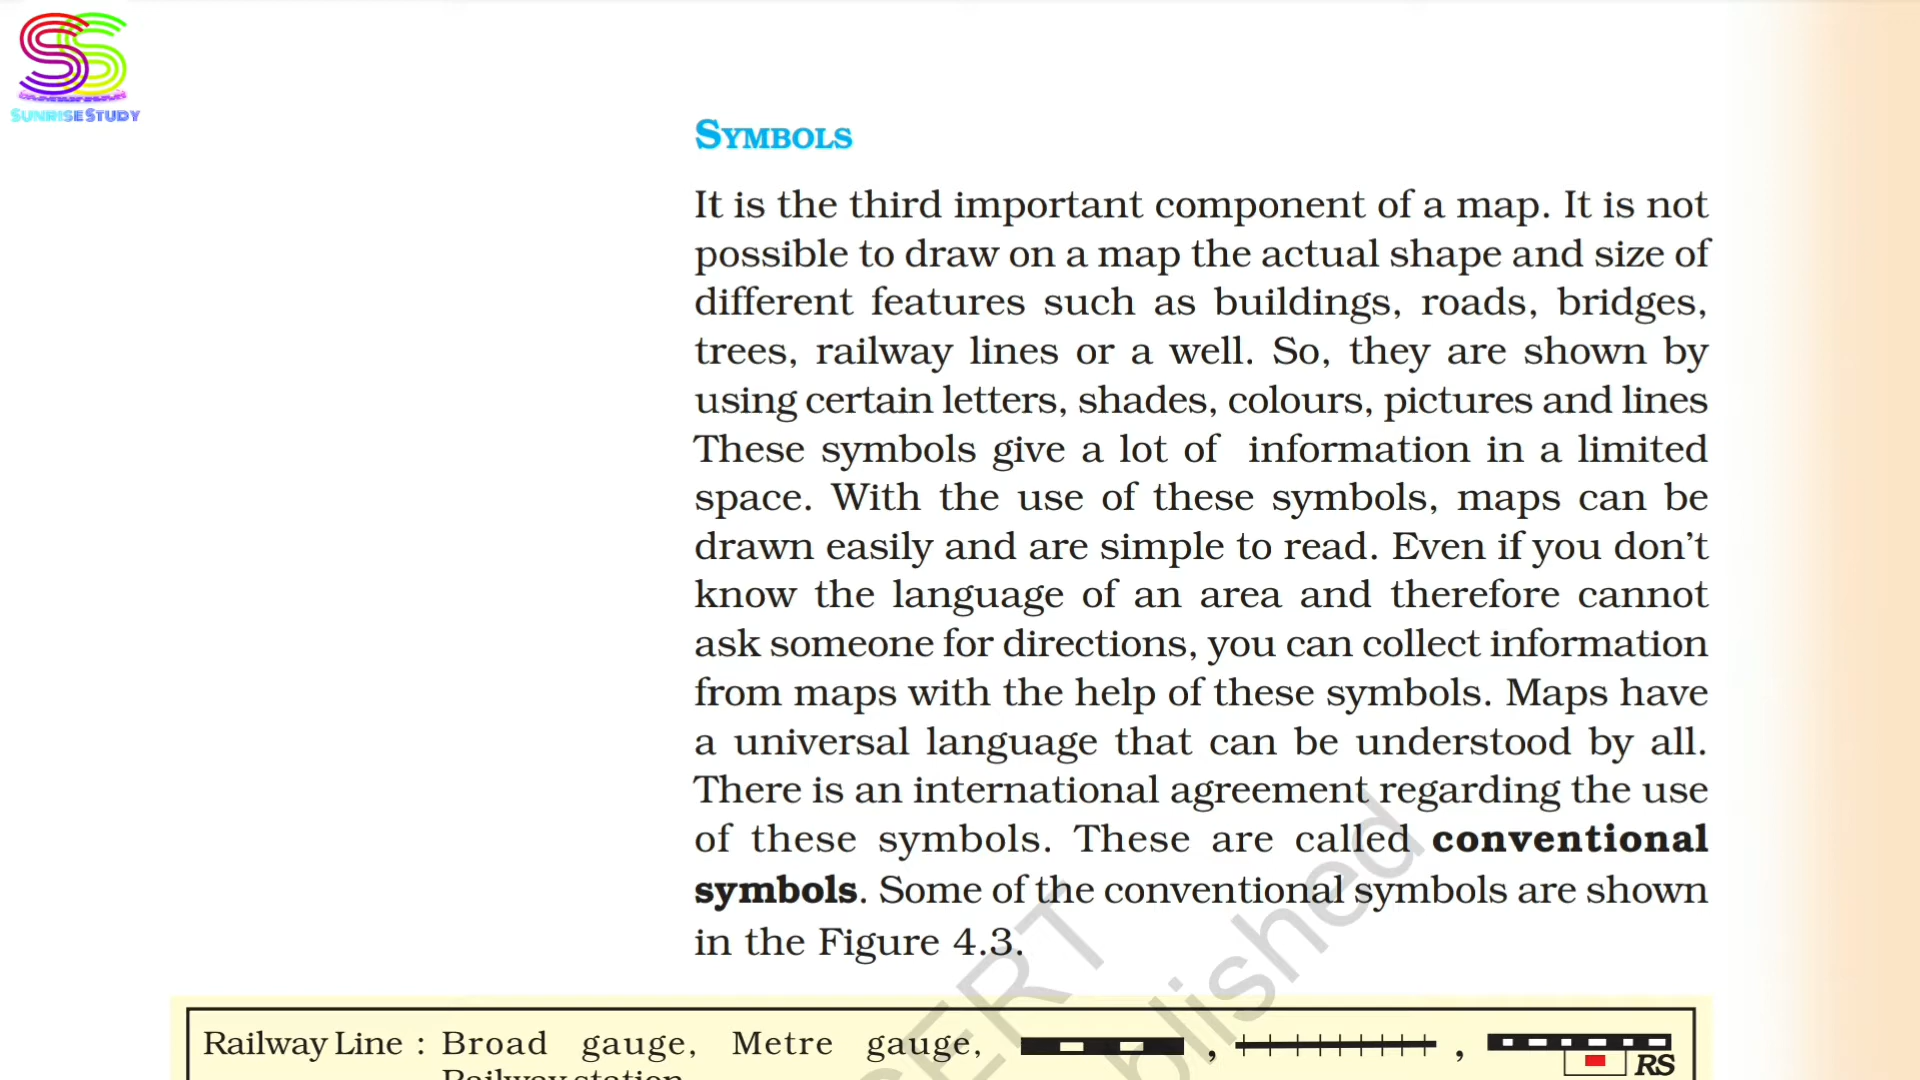 SUNRISESTUDY
SYMBOLS
It is the third important component of a map. It is not
possible to draw on a map the actual shape and size of
different features such as buildings, roads, bridges,
trees, railway lines or a well. So, they are shown by
using certain letters, shades, colours, pictures and lines
These symbols give a lot of information in a limited
space. With the use of these symbols, maps can be
drawn easily and are simple to read. Even if you don’t
know the language of an area and therefore cannot
ask someone for directions, you can collect information
from maps with the help of these symbols. Maps have
a universal language that can be understood by all.
There is an international agreement regarding the use
of these symbols. These are called conventional
symbols. Some of the conventional symbols are shown
in the Figure 4.3.
Railway Line : Broad gauge, Metre gauge, , ,
Railway station RS